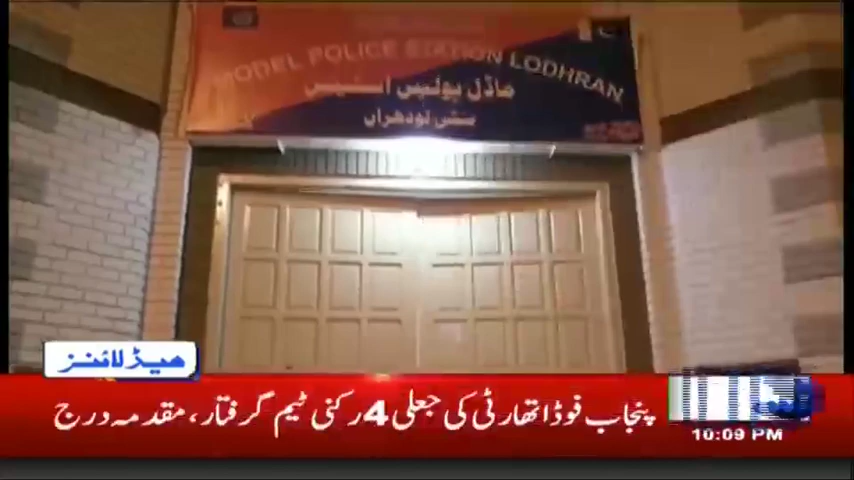 MODEL POLICE STATION LODHRAN
ماڈل پولیس اسٹیشن
سٹی لودھراں
ہیڈلائنز
پنجاب فوڈ اتھارٹی کی جعلی 4 رکنی ٹیم گرفتار، مقدمہ درج
10:09 PM